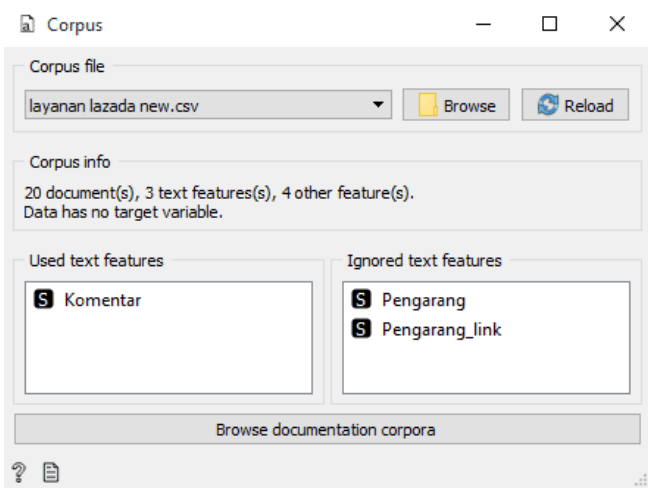 Corpus
Corpus file
layanan lazada new.csv
Browse
Reload
Corpus info
20 document(s), 3 text features(s), 4 other feature(s).
Data has no target variable.
Used text features
Ignored text features
S Komentar
S Pengarang
S Pengarang_link
Browse documentation corpora
?